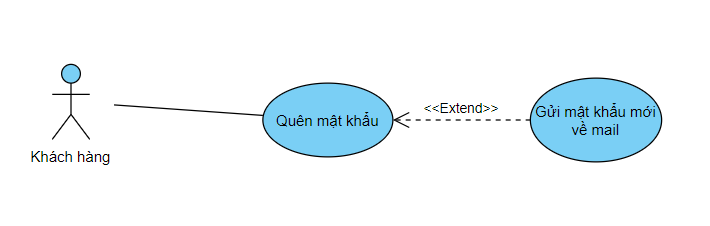 Khách hàng
Quên mật khẩu
<<Extend>>
Gửi mật khẩu mới
về mail